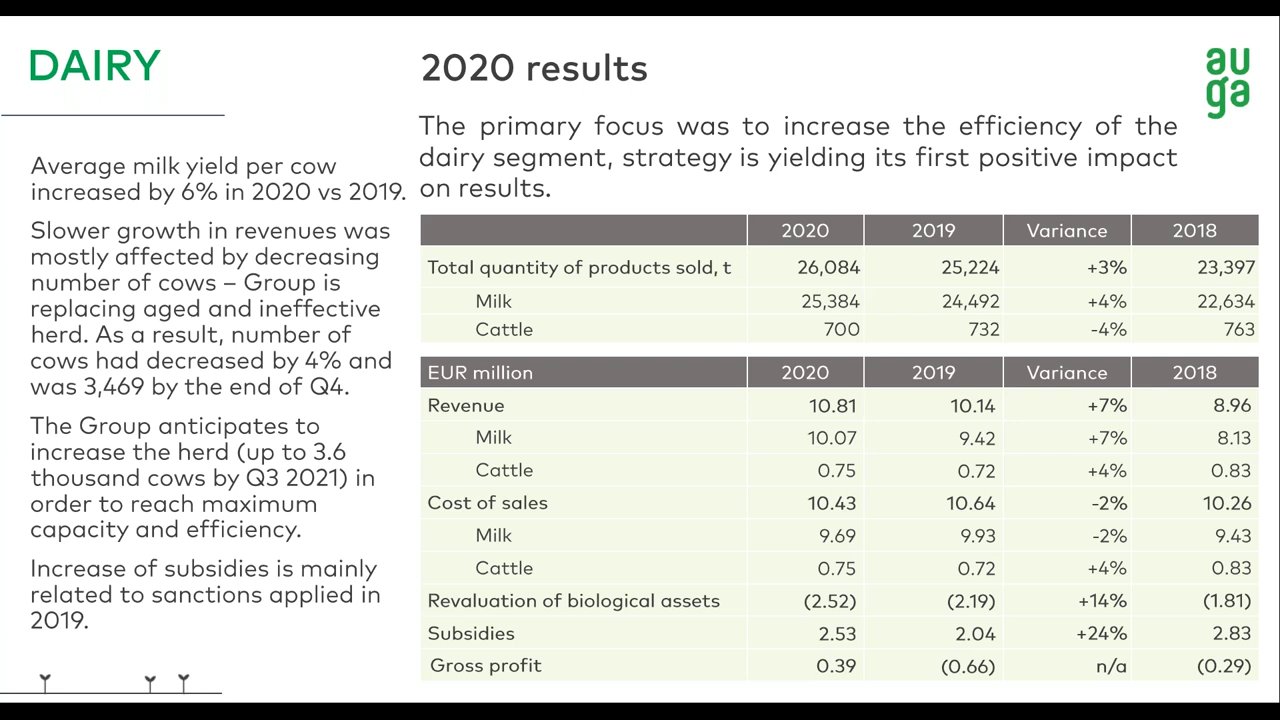 DAIRY
Average milk yield per cow
increased by 6% in 2020 vs 2019.
Slower growth in revenues was
mostly affected by decreasing
number of cows – Group is
replacing aged and ineffective
herd. As a result, number of
cows had decreased by 4% and
was 3,469 by the end of Q4.
The Group anticipates to
increase the herd (up to 3.6
thousand cows by Q3 2021) in
order to reach maximum
capacity and efficiency.
Increase of subsidies is mainly
related to sanctions applied in
2019.
2020 results
au
ga
The primary focus was to increase the efficiency of the
dairy segment, strategy is yielding its first positive impact
on results.
2020 2019 Variance 2018
Total quantity of products sold, t 26,084 25,224 +3% 23,397
Milk 25,384 24,492 +4% 22,634
Cattle 700 732 -4% 763
EUR million 2020 2019 Variance 2018
Revenue 10.81 10.14 +7% 8.96
Milk 10.07 9.42 +7% 8.13
Cattle 0.75 0.72 +4% 0.83
Cost of sales 10.43 10.64 -2% 10.26
Milk 9.69 9.93 -2% 9.43
Cattle 0.75 0.72 +4% 0.83
Revaluation of biological assets (2.52) (2.19) +14% (1.81)
Subsidies 2.53 2.04 +24% 2.83
Gross profit 0.39 (0.66) n/a (0.29)